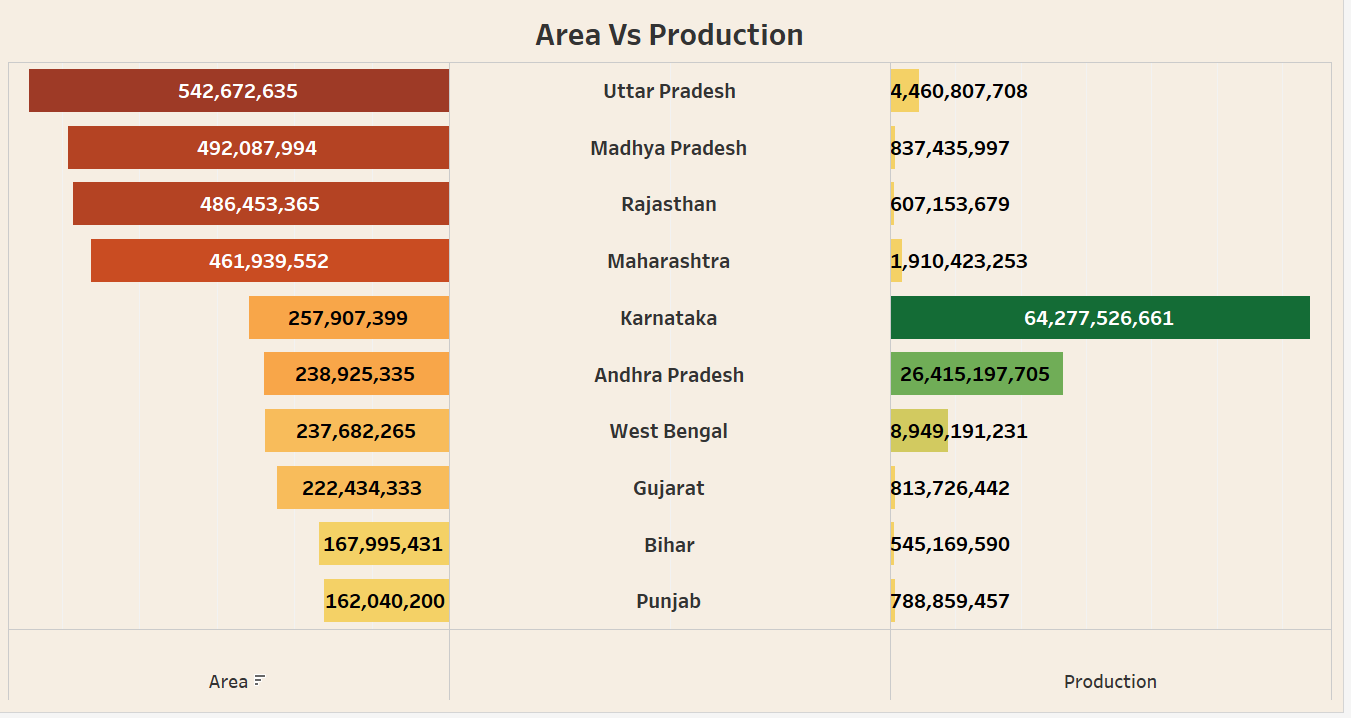 Area Vs Production
542,672,635 Uttar Pradesh 4,460,807,708
492,087,994 Madhya Pradesh 837,435,997
486,453,365 Rajasthan 607,153,679
461,939,552 Maharashtra 1,910,423,253
257,907,399 Karnataka 64,277,526,661
238,925,335 Andhra Pradesh 26,415,197,705
237,682,265 West Bengal 8,949,191,231
222,434,333 Gujarat 813,726,442
167,995,431 Bihar 545,169,590
162,040,200 Punjab 788,859,457
Area Production